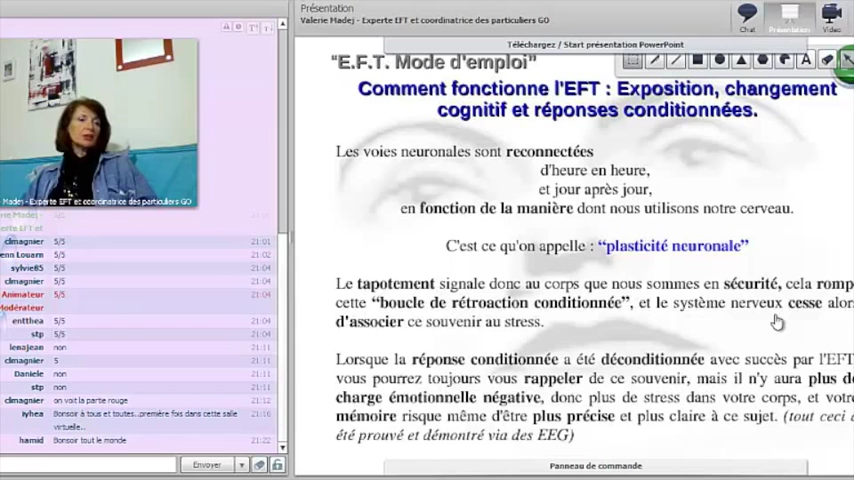 Présentation
Valerie Madej - Experte EFT et coordinatrice des particuliers GO
Chat
Présentation
Video
Téléchargez / Start présentation PowerPoint
"E.F.T. Mode d'emploi"
Comment fonctionne l'EFT : Exposition, changement
cognitif et réponses conditionnées.
Les voies neuronales sont reconnectées
d'heure en heure,
et jour après jour,
en fonction de la manière dont nous utilisons notre cerveau.
C'est ce qu'on appelle : “plasticité neuronale”
Le tapotement signale donc au corps que nous sommes en sécurité, cela romp
cette “boucle de rétroaction conditionnée”, et le système nerveux cesse alor
d'associer ce souvenir au stress.
Lorsque la réponse conditionnée a été déconditionnée avec succès par l'EFT
vous pourrez toujours vous rappeler de ce souvenir, mais il n'y aura plus de
charge émotionnelle négative, donc plus de stress dans votre corps, et votre
mémoire risque même d'être plus précise et plus claire à ce sujet. (tout ceci
été prouvé et démontré via des EEG)
Panneau de commande
Madej - Experte EFT et coordinatrice des particuliers GO
clmagnier 5/5 21:01
enn Louarn 5/5 21:02
sylvie85 5/5 21:04
clmagnier 5/5 21:04
Animateur 5/5 21:04
Modérateur
entthea 5/5 21:04
stp 5/5 21:04
lenajean non 21:11
clmagnier 5 21:11
Daniele non 21:11
stp non 21:11
clmagnier on voit la parte rouge 21:12
iyhea Bonsoir à tous et toutes...première fois dans cette salle 21:16
virtuelle..
hamid Bonsoir tout le monde 21:22
Envoyer